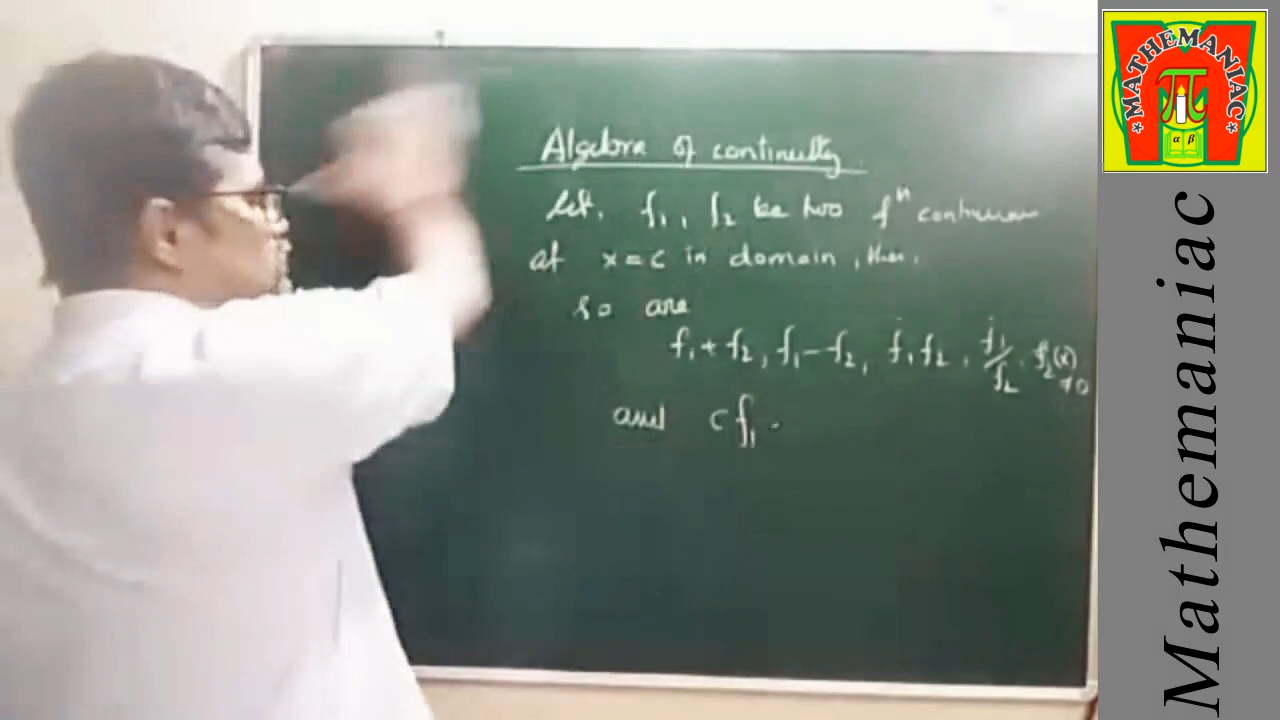 Algebra of continuity
Let, f₁, f₂ be two fⁿ continuous
at x = c in domain, then,
so are
f₁ + f₂, f₁ - f₂, f₁ f₂, f₁/f₂, f₂(x) ≠ 0
and c f₁.
*MATHEMANIAC*
π
α β
Mathemaniac